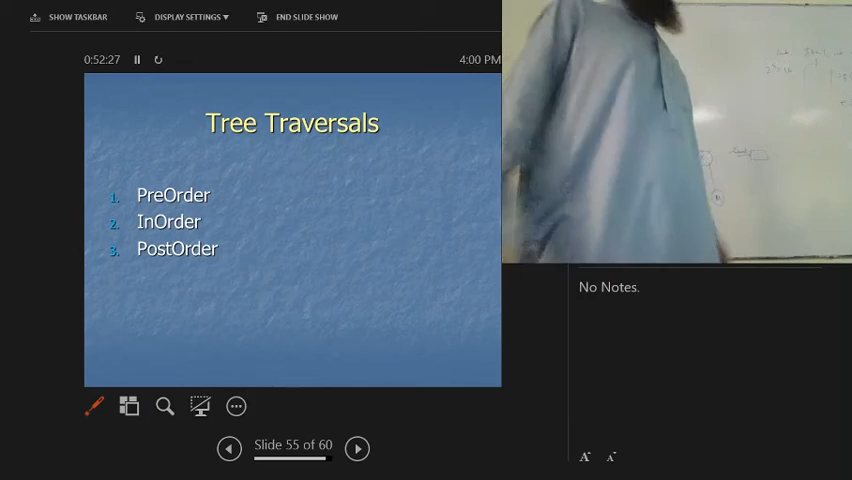 SHOW TASKBAR DISPLAY SETTINGS END SLIDE SHOW
0:52:27 4:00 PM
Tree Traversals
1. PreOrder
2. InOrder
3. PostOrder
No Notes.
Slide 55 of 60
A A